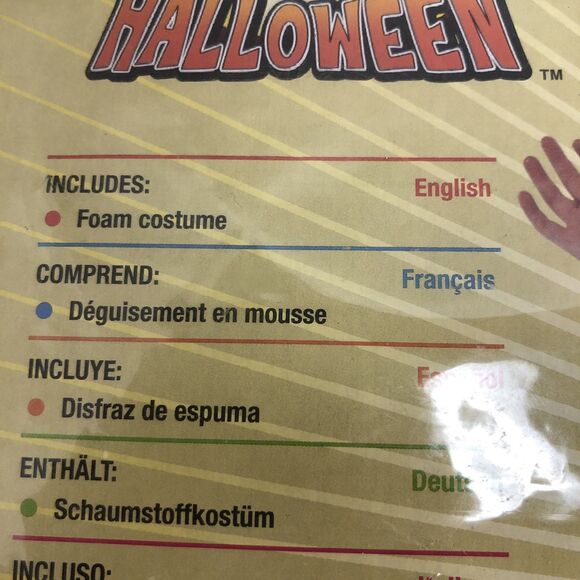 HALLOWEEN TM
INCLUDES: English
• Foam costume
COMPREND: Français
• Déguisement en mousse
INCLUYE:
• Disfraz de espuma
ENTHÄLT:
• Schaumstoffkostüm
INCLUSO: